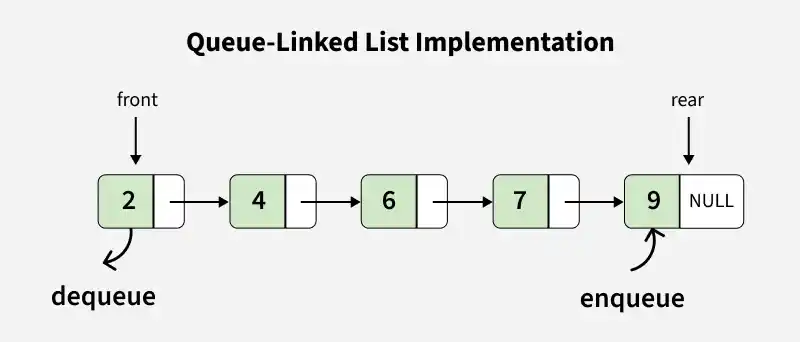 Queue-Linked List Implementation
front rear
2 4 6 7 9 NULL
dequeue enqueue